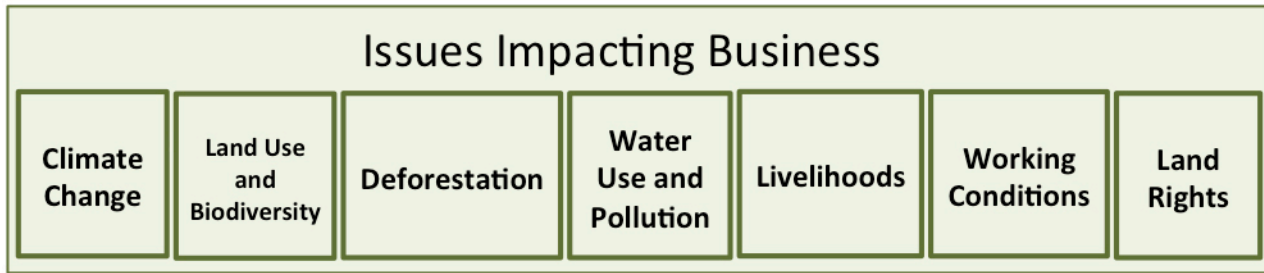 Issues Impacting Business
Climate
Change
Land Use
and
Biodiversity
Deforestation
Water
Use and
Pollution
Livelihoods
Working
Conditions
Land
Rights